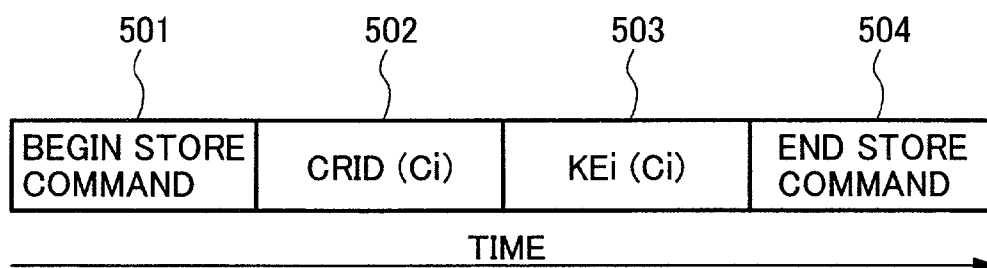 501 502 503 504
BEGIN STORE COMMAND CRID (Ci) KEi (Ci) END STORE COMMAND
TIME